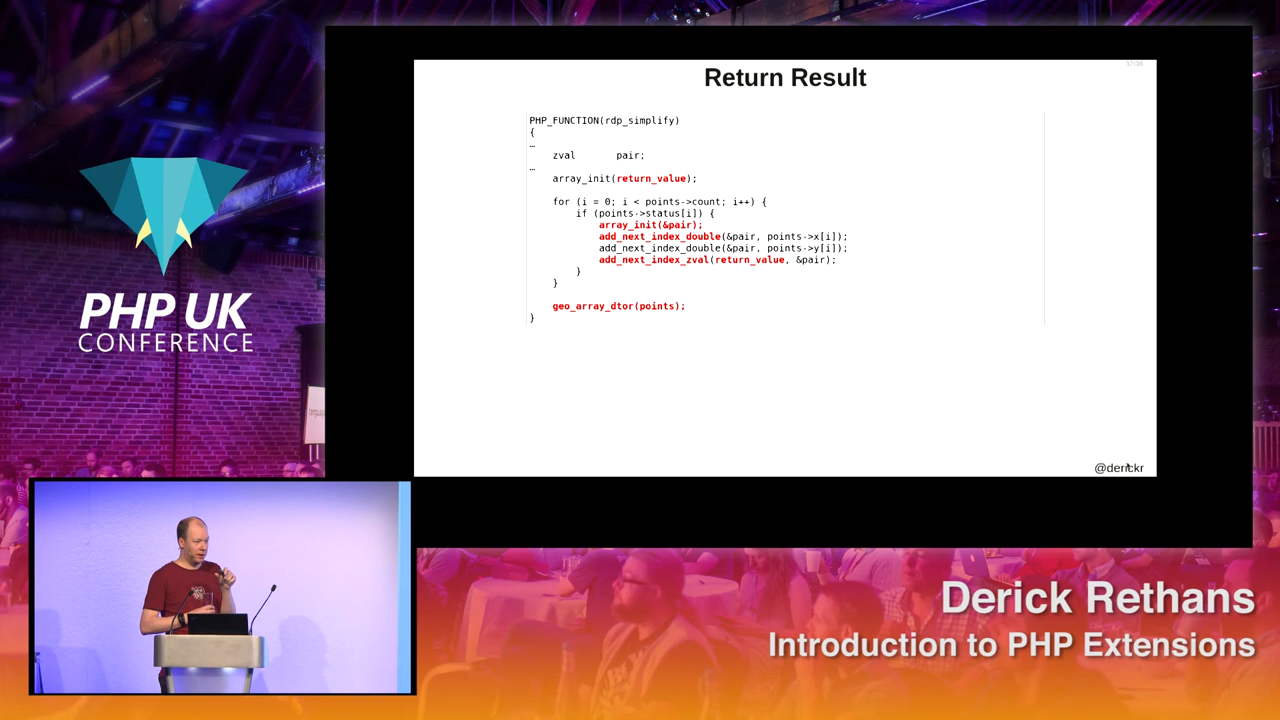 PHP UK
CONFERENCE
37/38
Return Result
PHP_FUNCTION(rdp_simplify)
{
…
zval pair;
…
array_init(return_value);
for (i = 0; i < points->count; i++) {
if (points->status[i]) {
array_init(&pair);
add_next_index_double(&pair, points->x[i]);
add_next_index_double(&pair, points->y[i]);
add_next_index_zval(return_value, &pair);
}
}
geo_array_dtor(points);
}
@derickr
Derick Rethans
Introduction to PHP Extensions